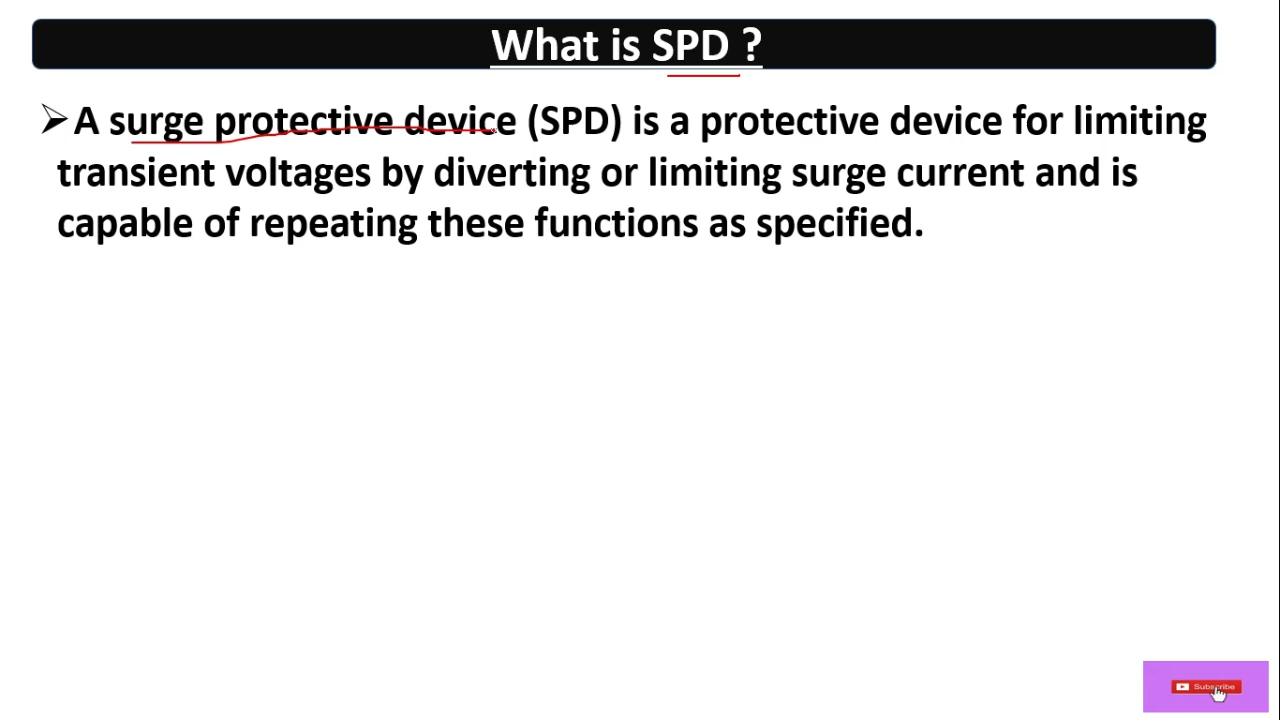 What is SPD ?
A surge protective device (SPD) is a protective device for limiting
transient voltages by diverting or limiting surge current and is
capable of repeating these functions as specified.
Subscribe